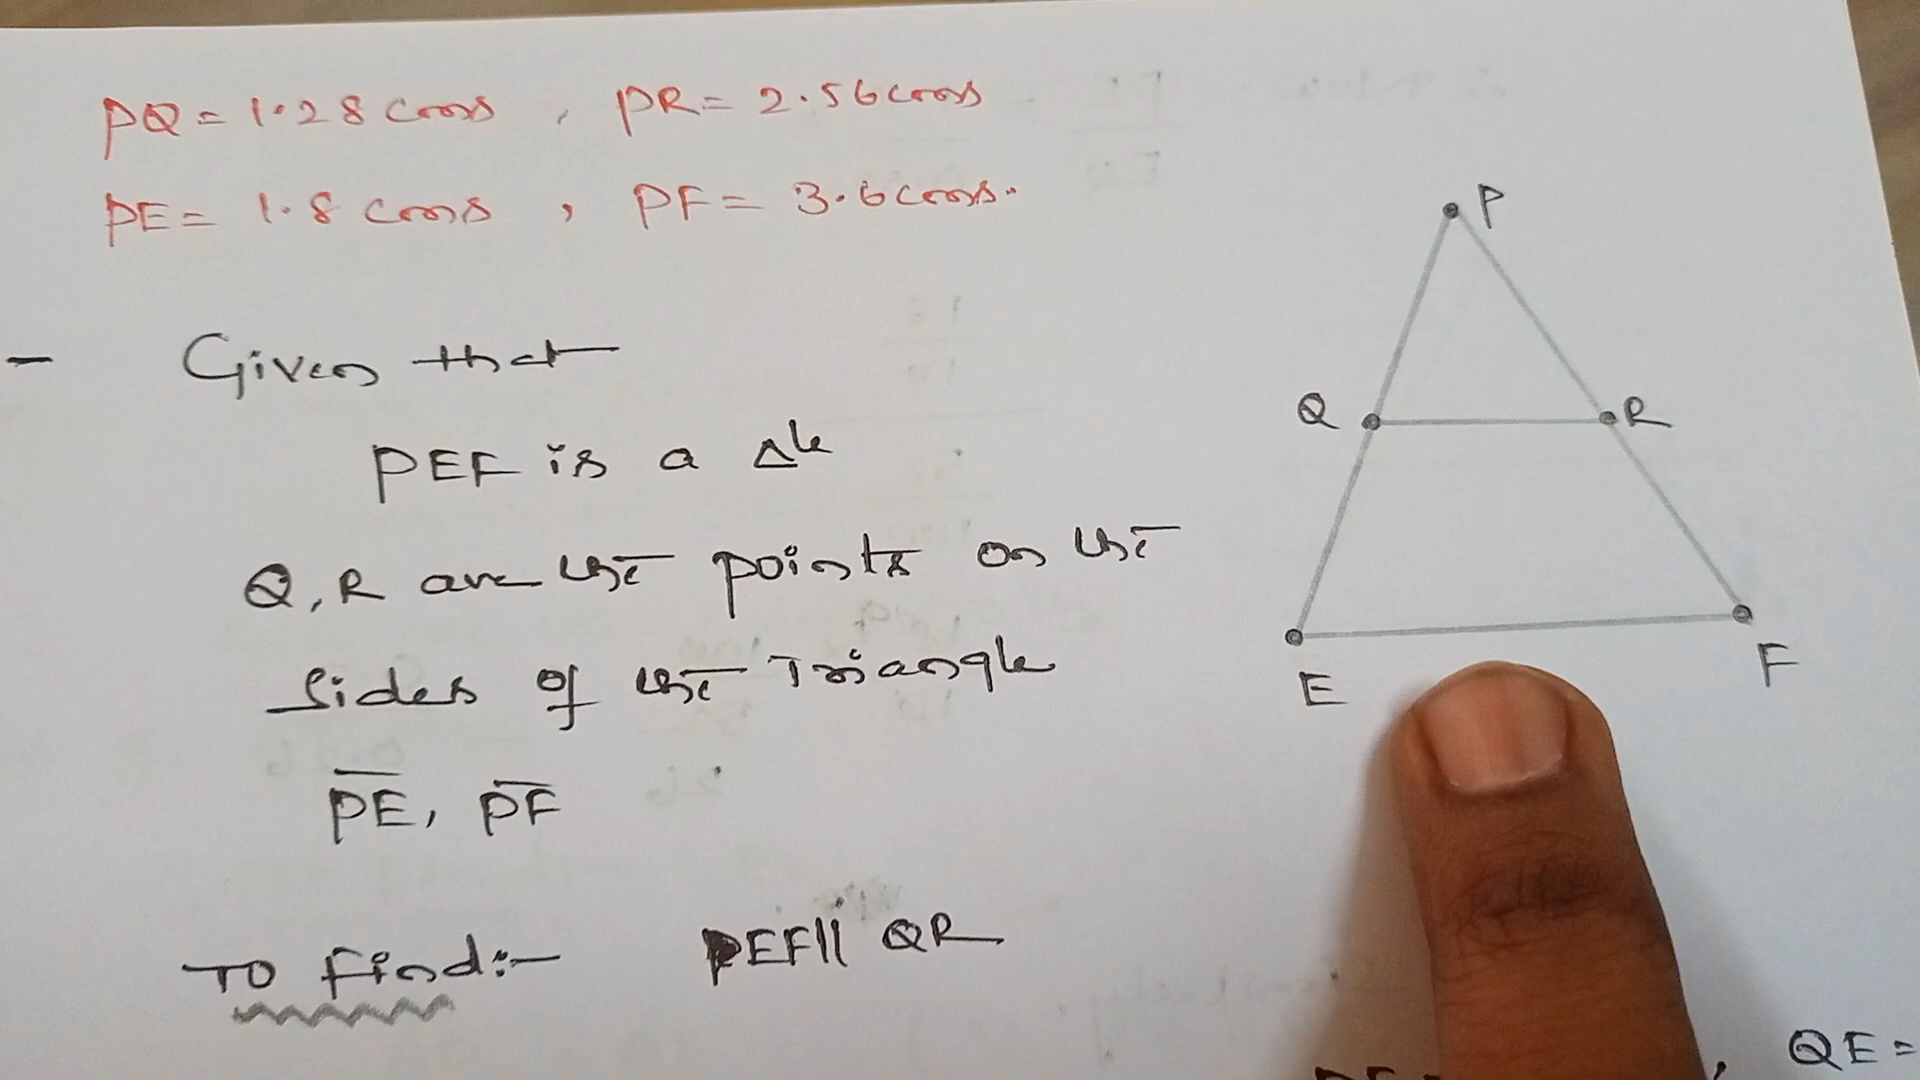 PQ = 1.28 cms , PR = 2.56 cms
PE = 1.8 cms , PF = 3.6 cms.
P
– Given that
PEF is a Δle
Q R
Q, R are the points on the
E F
Sides of the Triangle
PE, PF
To find:- EF || QR
, QE =